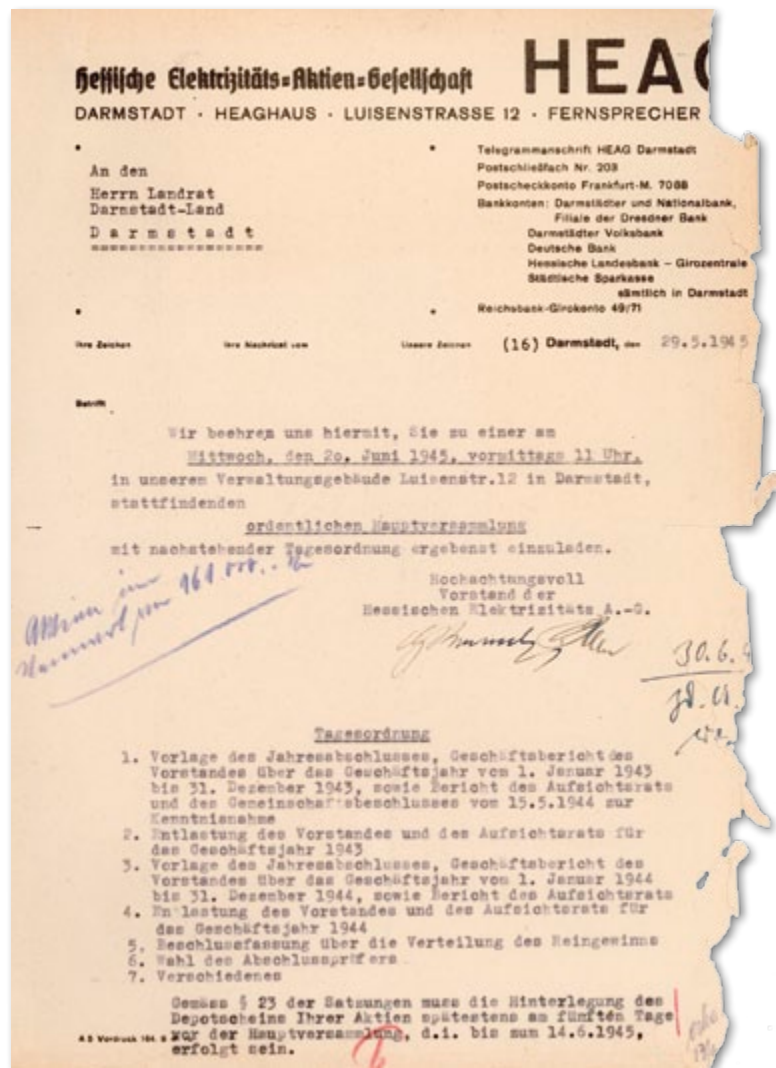 Hessische Elektrizitäts=Aktien=Gesellschaft HEAG
DARMSTADT · HEAGHAUS · LUISENSTRASSE 12 · FERNSPRECHER
An den
Herrn Landrat
Darmstadt-Land
D a r m s t a d t
=================
Telegrammanschrift HEAG Darmstadt
Postschließfach Nr. 203
Postscheckkonto Frankfurt-M. 7088
Bankkonten: Darmstädter und Nationalbank,
Filiale der Dresdner Bank
Darmstädter Volksbank
Deutsche Bank
Hessische Landesbank – Girozentrale
Städtische Sparkasse
sämtlich in Darmstadt
Reichsbank-Girokonto 49/71
Ihre Zeichen Ihre Nachricht vom Unsere Zeichen (16) Darmstadt, den 29.5.1945
Betrifft
Wir beehren uns hiermit, Sie zu einer am
Mittwoch, den 20. Juni 1945, vormittags 11 Uhr,
in unserem Verwaltungsgebäude Luisenstr.12 in Darmstadt,
stattfindenden
ordentlichen Hauptversammlung
mit nachstehender Tagesordnung ergebenst einzuladen.
Hochachtungsvoll
Vorstand der
Hessischen Elektrizitäts A.-G.
Aktien im
Nennwert von 161.000.-
30.6.
Tagesordnung
1. Vorlage des Jahresabschlusses, Geschäftsbericht des
Vorstandes über das Geschäftsjahr vom 1. Januar 1943
bis 31. Dezember 1943, sowie Bericht des Aufsichtsrats
und des Gemeinschaftsbeschlusses vom 15.5.1944 zur
Kenntnisnahme
2. Entlastung des Vorstandes und des Aufsichtsrats für
das Geschäftsjahr 1943
3. Vorlage des Jahresabschlusses, Geschäftsbericht des
Vorstandes über das Geschäftsjahr vom 1. Januar 1944
bis 31. Dezember 1944, sowie Bericht des Aufsichtsrats
4. Entlastung des Vorstandes und des Aufsichtsrats für
das Geschäftsjahr 1944
5. Beschlussfassung über die Verteilung des Reingewinns
6. Wahl des Abschlussprüfers
7. Verschiedenes
Gemäss § 23 der Satzungen muss die Hinterlegung des
Depotscheins Ihrer Aktien spätestens am fünften Tage
vor der Hauptversammlung, d.i. bis zum 14.6.1945,
erfolgt sein.
AS Vordruck 164.